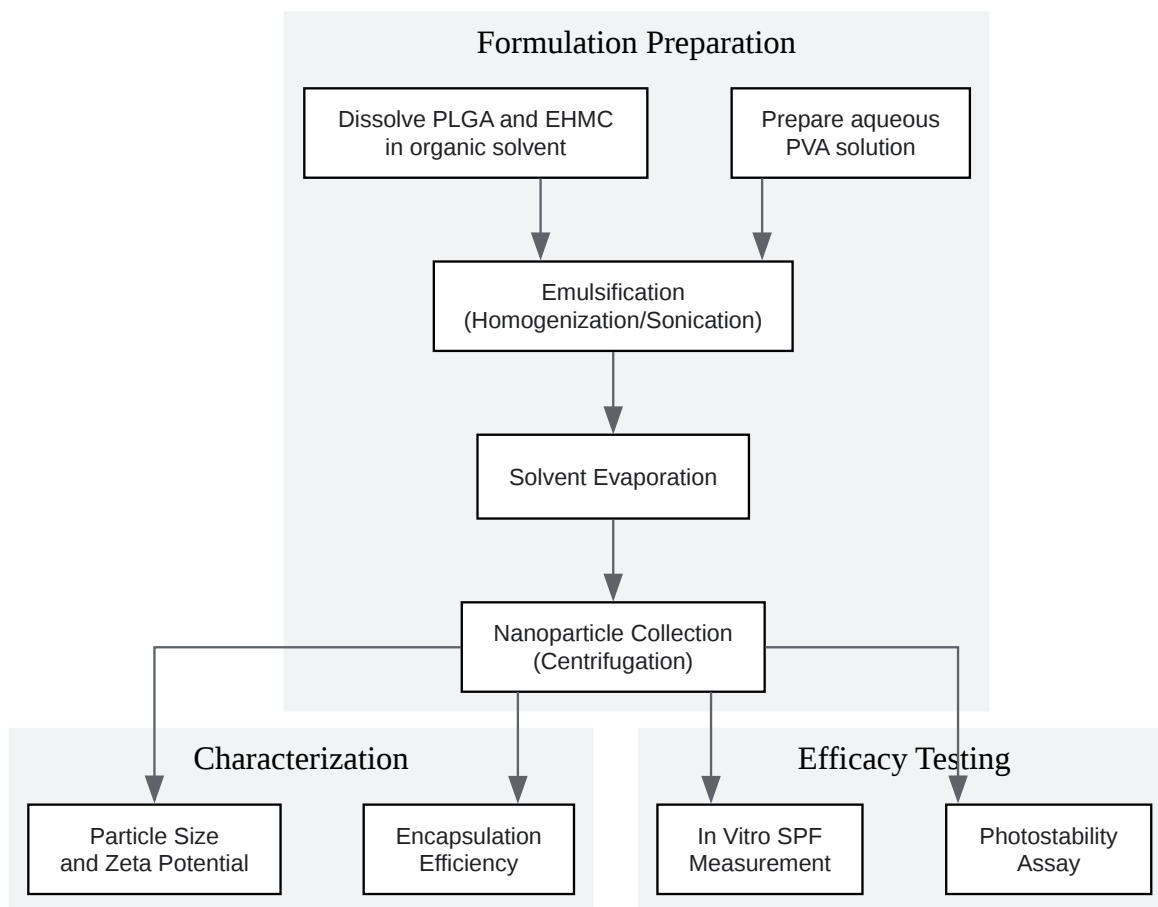 Formulation Preparation
Dissolve PLGA and EHMC
in organic solvent
Prepare aqueous
PVA solution
Emulsification
(Homogenization/Sonication)
Solvent Evaporation
Nanoparticle Collection
(Centrifugation)
Characterization
Particle Size
and Zeta Potential
Encapsulation
Efficiency
Efficacy Testing
In Vitro SPF
Measurement
Photostability
Assay